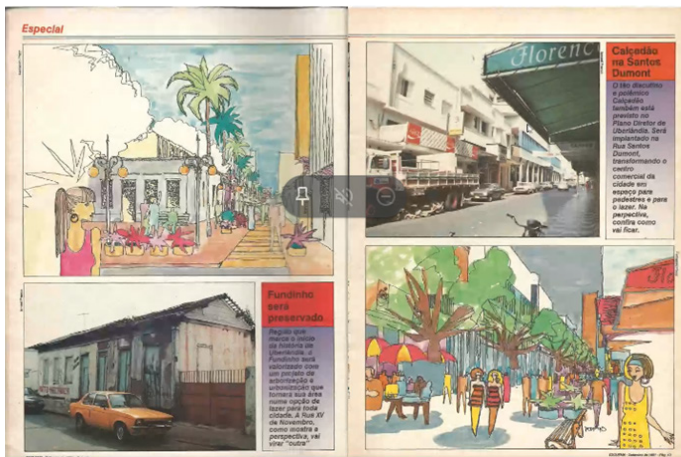 Especial
Fundinho
será
preservado
Região que
marca o início
da história de
Uberlândia, o
Fundinho será
valorizado com
um projeto de
arborização e
urbanização que
tornará sua área
numa opção de
lazer para toda
cidade. A Rua XV
de Novembro,
como mostra a
perspectiva, vai
virar "outra"
Florenc
Calçadão
na Santos
Dumont
O tão discutido
e polêmico
Calçadão
também está
previsto no
Plano Diretor de
Uberlândia. Será
implantado na
Rua Santos
Dumont,
transformando o
centro
comercial da
cidade em
espaço para
pedestres e para
o lazer. Na
perpectiva,
confira como
vai ficar.
Flo